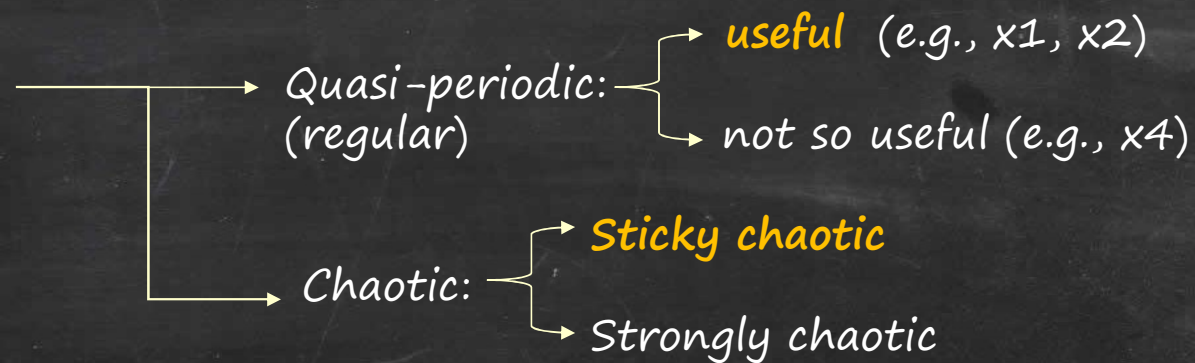 useful (e.g., x1, x2)
Quasi-periodic:
(regular)
not so useful (e.g., x4)
Sticky chaotic
Chaotic:
Strongly chaotic